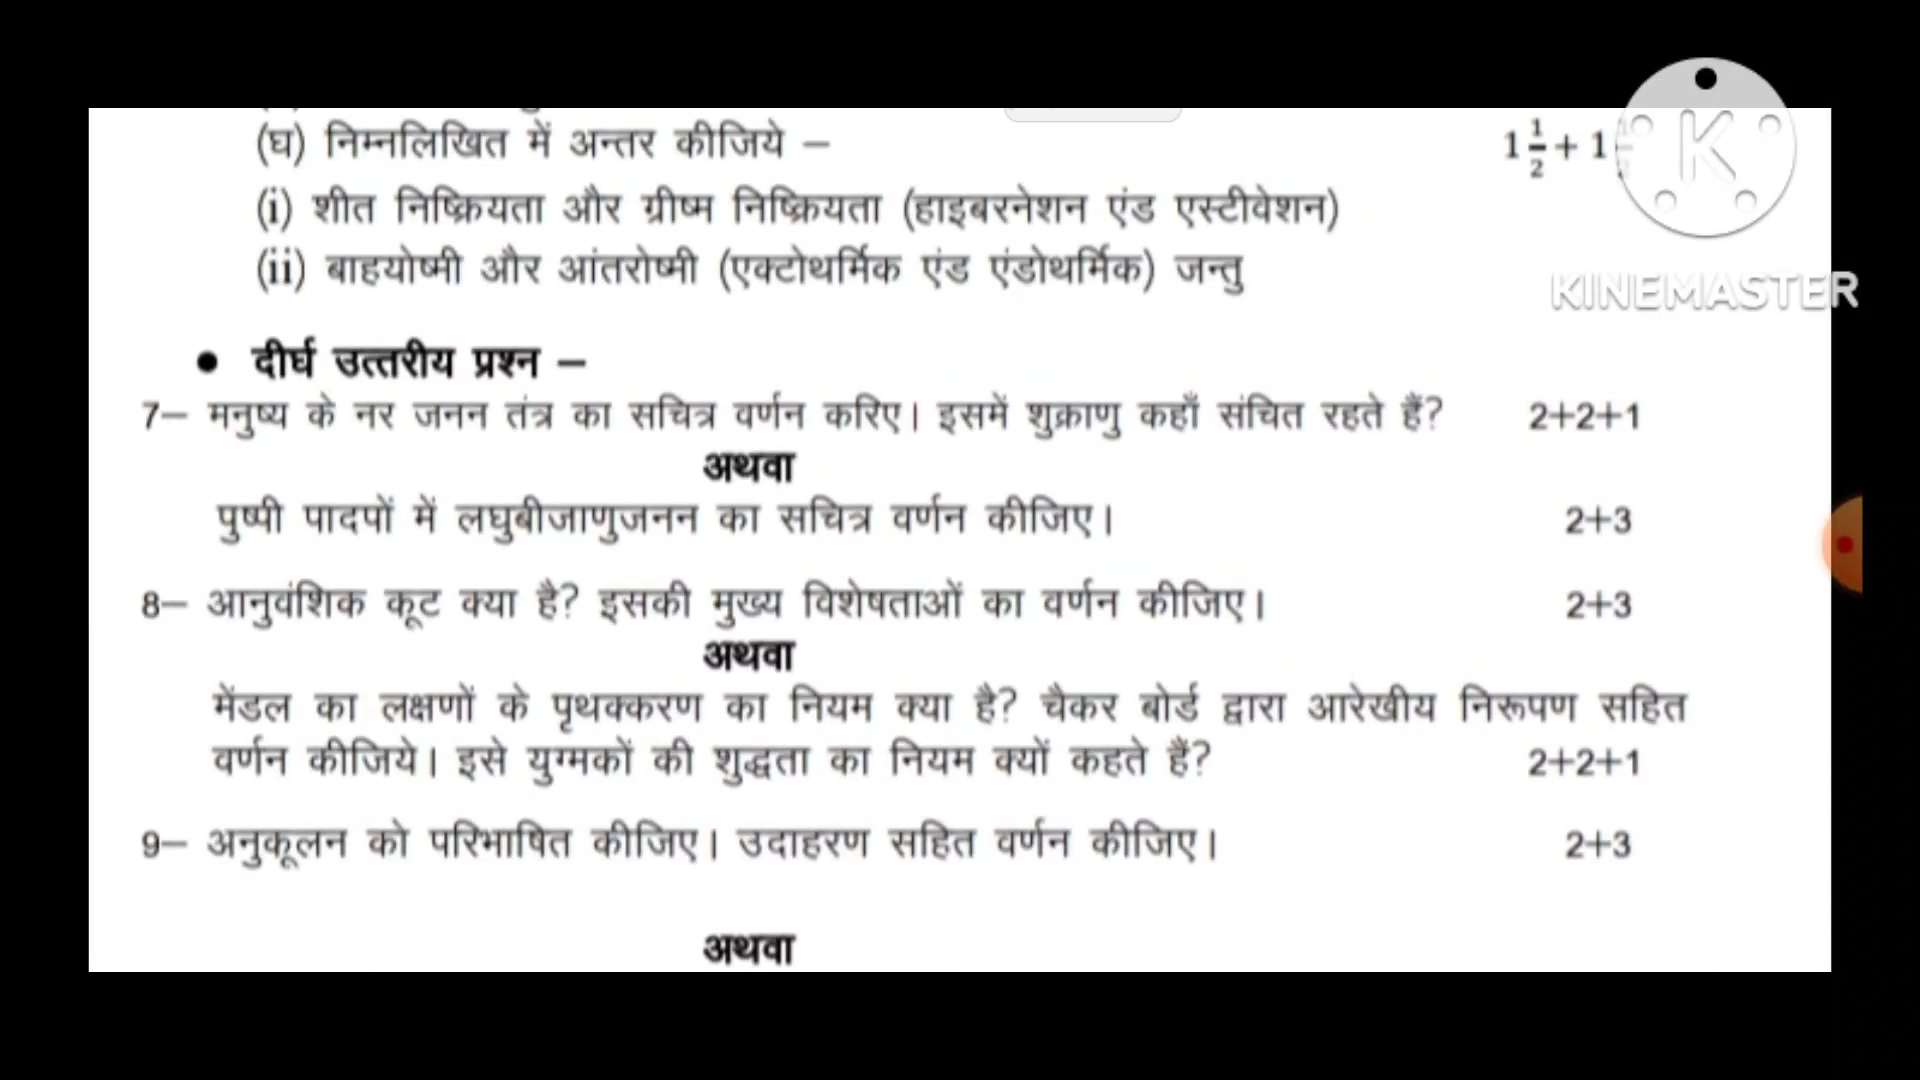 (घ) निम्नलिखित में अन्तर कीजिये – 1 1/2 + 1
(i) शीत निष्क्रियता और ग्रीष्म निष्क्रियता (हाइबरनेशन एंड एस्टीवेशन)
(ii) बाहयोष्मी और आंतरोष्मी (एक्टोथर्मिक एंड एंडोथर्मिक) जन्तु
KINEMASTER
• दीर्घ उत्तरीय प्रश्न –
7– मनुष्य के नर जनन तंत्र का सचित्र वर्णन करिए। इसमें शुक्राणु कहाँ संचित रहते हैं? 2+2+1
अथवा
पुष्पी पादपों में लघुबीजाणुजनन का सचित्र वर्णन कीजिए। 2+3
8– आनुवंशिक कूट क्या है? इसकी मुख्य विशेषताओं का वर्णन कीजिए। 2+3
अथवा
मेंडल का लक्षणों के पृथक्करण का नियम क्या है? चैकर बोर्ड द्वारा आरेखीय निरूपण सहित
वर्णन कीजिये। इसे युग्मकों की शुद्धता का नियम क्यों कहते हैं? 2+2+1
9– अनुकूलन को परिभाषित कीजिए। उदाहरण सहित वर्णन कीजिए। 2+3
अथवा